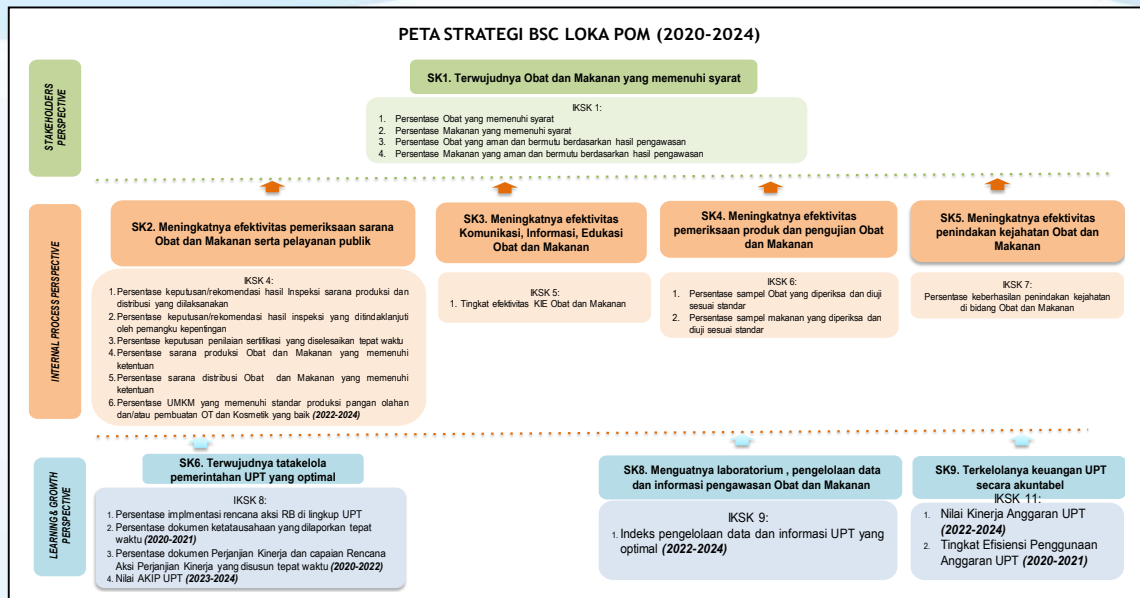 PETA STRATEGI BSC LOKA POM (2020-2024)
STAKEHOLDERS
PERSPECTIVE
SK1. Terwujudnya Obat dan Makanan yang memenuhi syarat
IKSK 1:
1. Persentase Obat yang memenuhi syarat
2. Persentase Makanan yang memenuhi syarat
3. Persentase Obat yang aman dan bermutu berdasarkan hasil pengawasan
4. Persentase Makanan yang aman dan bermutu berdasarkan hasil pengawasan
INTERNAL PROCESS PERSPECTIVE
SK2. Meningkatnya efektivitas pemeriksaan sarana
Obat dan Makanan serta pelayanan publik
IKSK 4:
1. Persentase keputusan/rekomendasi hasil Inspeksi sarana produksi dan
distribusi yang dilaksanakan
2. Persentase keputusan/rekomendasi hasil inspeksi yang ditindaklanjuti
oleh pemangku kepentingan
3. Persentase keputusan penilaian sertifikasi yang diselesaikan tepat waktu
4. Persentase sarana produksi Obat dan Makanan yang memenuhi
ketentuan
5. Persentase sarana distribusi Obat dan Makanan yang memenuhi
ketentuan
6. Persentase UMKM yang memenuhi standar produksi pangan olahan
dan/atau pembuatan OT dan Kosmetik yang baik (2022-2024)
SK3. Meningkatnya efektivitas
Komunikasi, Informasi, Edukasi
Obat dan Makanan
IKSK 5:
1. Tingkat efektivitas KIE Obat dan Makanan
SK4. Meningkatnya efektivitas
pemeriksaan produk dan pengujian Obat
dan Makanan
IKSK 6:
1. Persentase sampel Obat yang diperiksa dan diuji
sesuai standar
2. Persentase sampel makanan yang diperiksa dan
diuji sesuai standar
SK5. Meningkatnya efektivitas
penindakan kejahatan Obat dan
Makanan
IKSK 7:
Persentase keberhasilan penindakan kejahatan
di bidang Obat dan Makanan
LEARNING & GROWTH
PERSPECTIVE
SK6. Terwujudnya tatakelola
pemerintahan UPT yang optimal
IKSK 8:
1. Persentase implmentasi rencana aksi RB di lingkup UPT
2. Persentase dokumen ketatausahaan yang dilaporkan tepat
waktu (2020-2021)
3. Persentase dokumen Perjanjian Kinerja dan capaian Rencana
Aksi Perjanjian Kinerja yang disusun tepat waktu (2020-2022)
4. Nilai AKIP UPT (2023-2024)
SK8. Menguatnya laboratorium , pengelolaan data
dan informasi pengawasan Obat dan Makanan
IKSK 9:
1. Indeks pengelolaan data dan informasi UPT yang
optimal (2022-2024)
SK9. Terkelolanya keuangan UPT
secara akuntabel
IKSK 11:
1. Nilai Kinerja Anggaran UPT
(2022-2024)
2. Tingkat Efisiensi Penggunaan
Anggaran UPT (2020-2021)